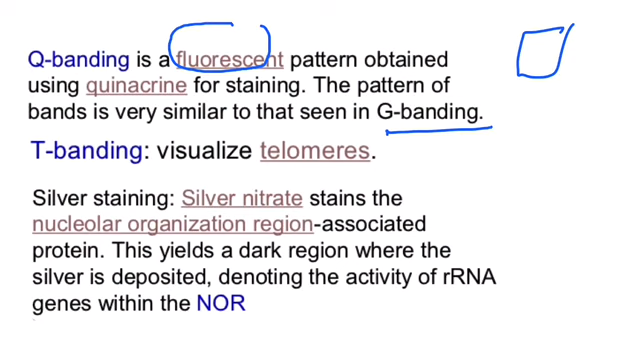 Q-banding is a fluorescent pattern obtained
using quinacrine for staining. The pattern of
bands is very similar to that seen in G-banding.
T-banding: visualize telomeres.
Silver staining: Silver nitrate stains the
nucleolar organization region-associated
protein. This yields a dark region where the
silver is deposited, denoting the activity of rRNA
genes within the NOR